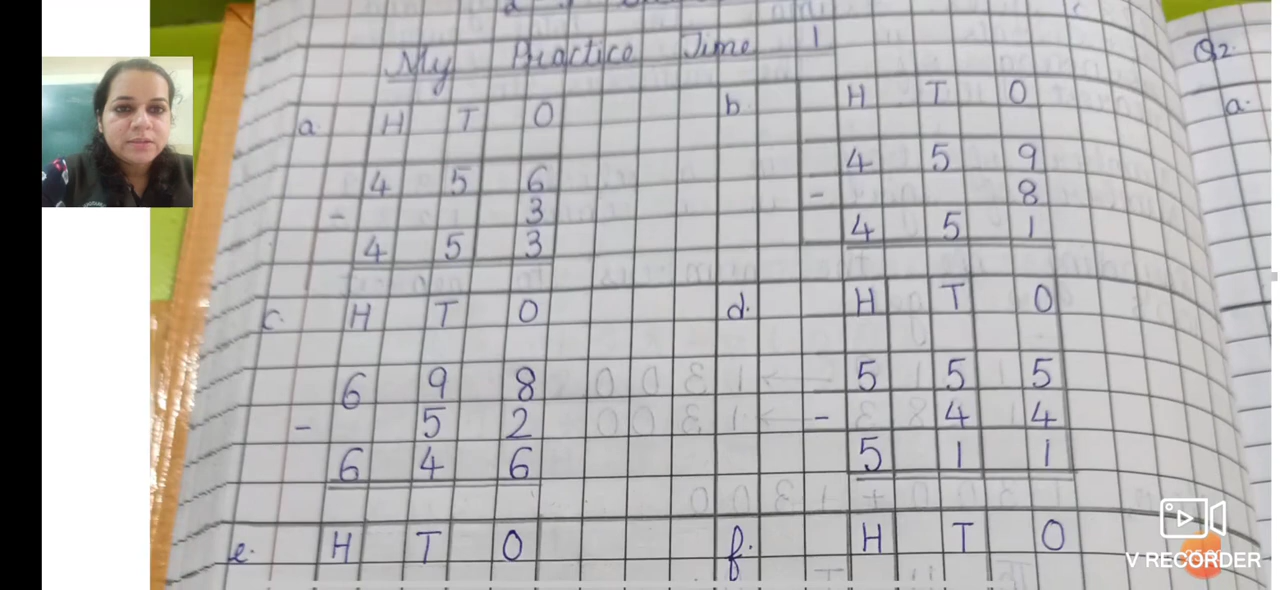 My Practice Time 1
a. H T O
4 5 6
- 3
4 5 3
b. H T O
4 5 9
- 8
4 5 1
c. H T O
6 9 8
- 5 2
6 4 6
d. H T O
5 5 5
- 4 4
5 1 1
e. H T O
f. H T O
Q2.
a.
V RECORDER